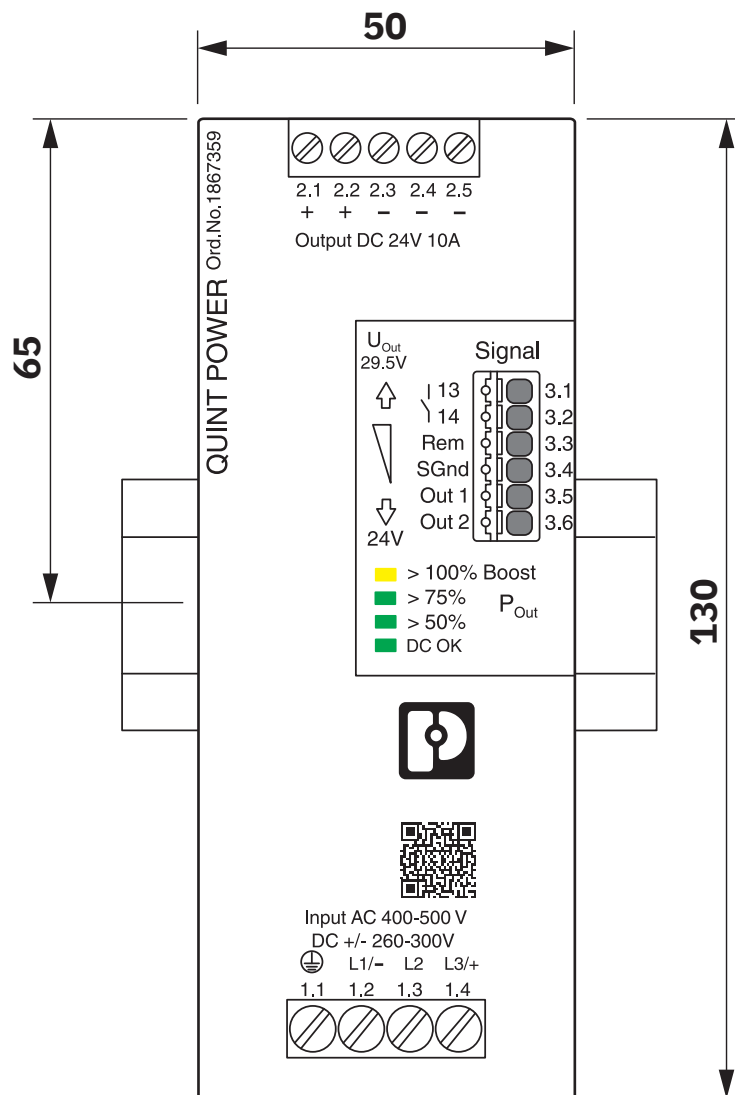 50
65
130
QUINT POWER Ord.No.1867359
2.1 2.2 2.3 2.4 2.5
+ + – – –
Output DC 24V 10A
UOut
29.5V
Signal
13 3.1
14 3.2
Rem 3.3
SGnd 3.4
Out 1 3.5
Out 2 3.6
24V
> 100% Boost
> 75%
POut
> 50%
DC OK
Input AC 400-500 V
DC +/- 260-300V
L1/– L2 L3/+
1.1 1.2 1.3 1.4